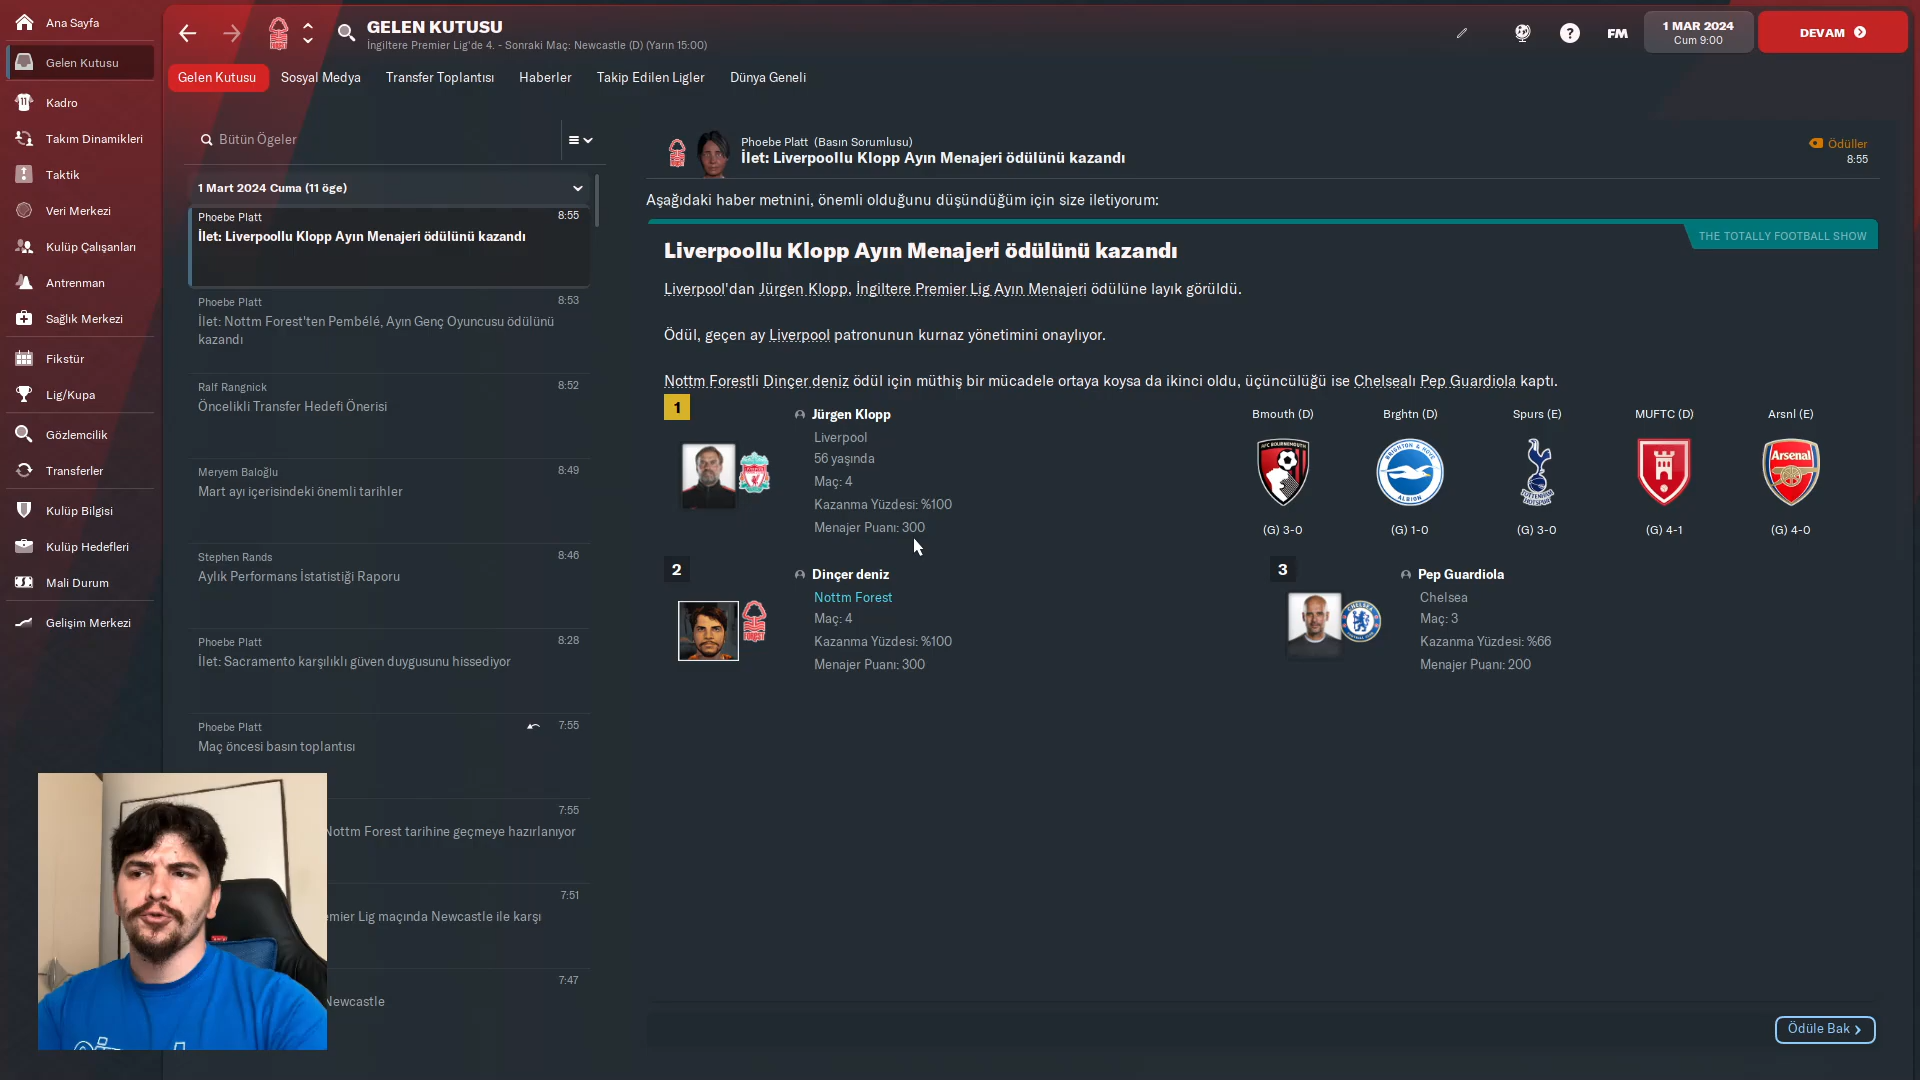 Ana Sayfa
Gelen Kutusu
Kadro
Takım Dinamikleri
Taktik
Veri Merkezi
Kulüp Çalışanları
Antrenman
Sağlık Merkezi
Fikstür
Lig/Kupa
Gözlemcilik
Transferler
Kulüp Bilgisi
Kulüp Hedefleri
Mali Durum
Gelişim Merkezi
GELEN KUTUSU
İngiltere Premier Lig'de 4. - Sonraki Maç: Newcastle (D) (Yarın 15:00)
FM
1 MAR 2024
Cum 9:00
DEVAM
Gelen Kutusu
Sosyal Medya
Transfer Toplantısı
Haberler
Takip Edilen Ligler
Dünya Geneli
Bütün Ögeler
1 Mart 2024 Cuma (11 öge)
Phoebe Platt 8:55
İlet: Liverpoollu Klopp Ayın Menajeri ödülünü kazandı
Phoebe Platt 8:53
İlet: Nottm Forest'ten Pembélé, Ayın Genç Oyuncusu ödülünü
kazandı
Ralf Rangnick 8:52
Öncelikli Transfer Hedefi Önerisi
Meryem Baloğlu 8:49
Mart ayı içerisindeki önemli tarihler
Stephen Rands 8:46
Aylık Performans İstatistiği Raporu
Phoebe Platt 8:28
İlet: Sacramento karşılıklı güven duygusunu hissediyor
Phoebe Platt 7:55
Maç öncesi basın toplantısı
7:55
Nottm Forest tarihine geçmeye hazırlanıyor
7:51
emier Lig maçında Newcastle ile karşı
7:47
Newcastle
Phoebe Platt (Basın Sorumlusu)
İlet: Liverpoollu Klopp Ayın Menajeri ödülünü kazandı
Ödüller
8:55
Aşağıdaki haber metnini, önemli olduğunu düşündüğüm için size iletiyorum:
THE TOTALLY FOOTBALL SHOW
Liverpoollu Klopp Ayın Menajeri ödülünü kazandı
Liverpool'dan Jürgen Klopp, İngiltere Premier Lig Ayın Menajeri ödülüne layık görüldü.
Ödül, geçen ay Liverpool patronunun kurnaz yönetimini onaylıyor.
Nottm Forestli Dinçer deniz ödül için müthiş bir mücadele ortaya koysa da ikinci oldu, üçüncülüğü ise Chelsealı Pep Guardiola kaptı.
1
Jürgen Klopp
Liverpool
56 yaşında
Maç: 4
Kazanma Yüzdesi: %100
Menajer Puanı: 300
Bmouth (D) Brghtn (D) Spurs (E) MUFTC (D) Arsnl (E)
Arsenal
(G) 3-0 (G) 1-0 (G) 3-0 (G) 4-1 (G) 4-0
2
Dinçer deniz
Nottm Forest
Maç: 4
Kazanma Yüzdesi: %100
Menajer Puanı: 300
3
Pep Guardiola
Chelsea
Maç: 3
Kazanma Yüzdesi: %66
Menajer Puanı: 200
Ödüle Bak